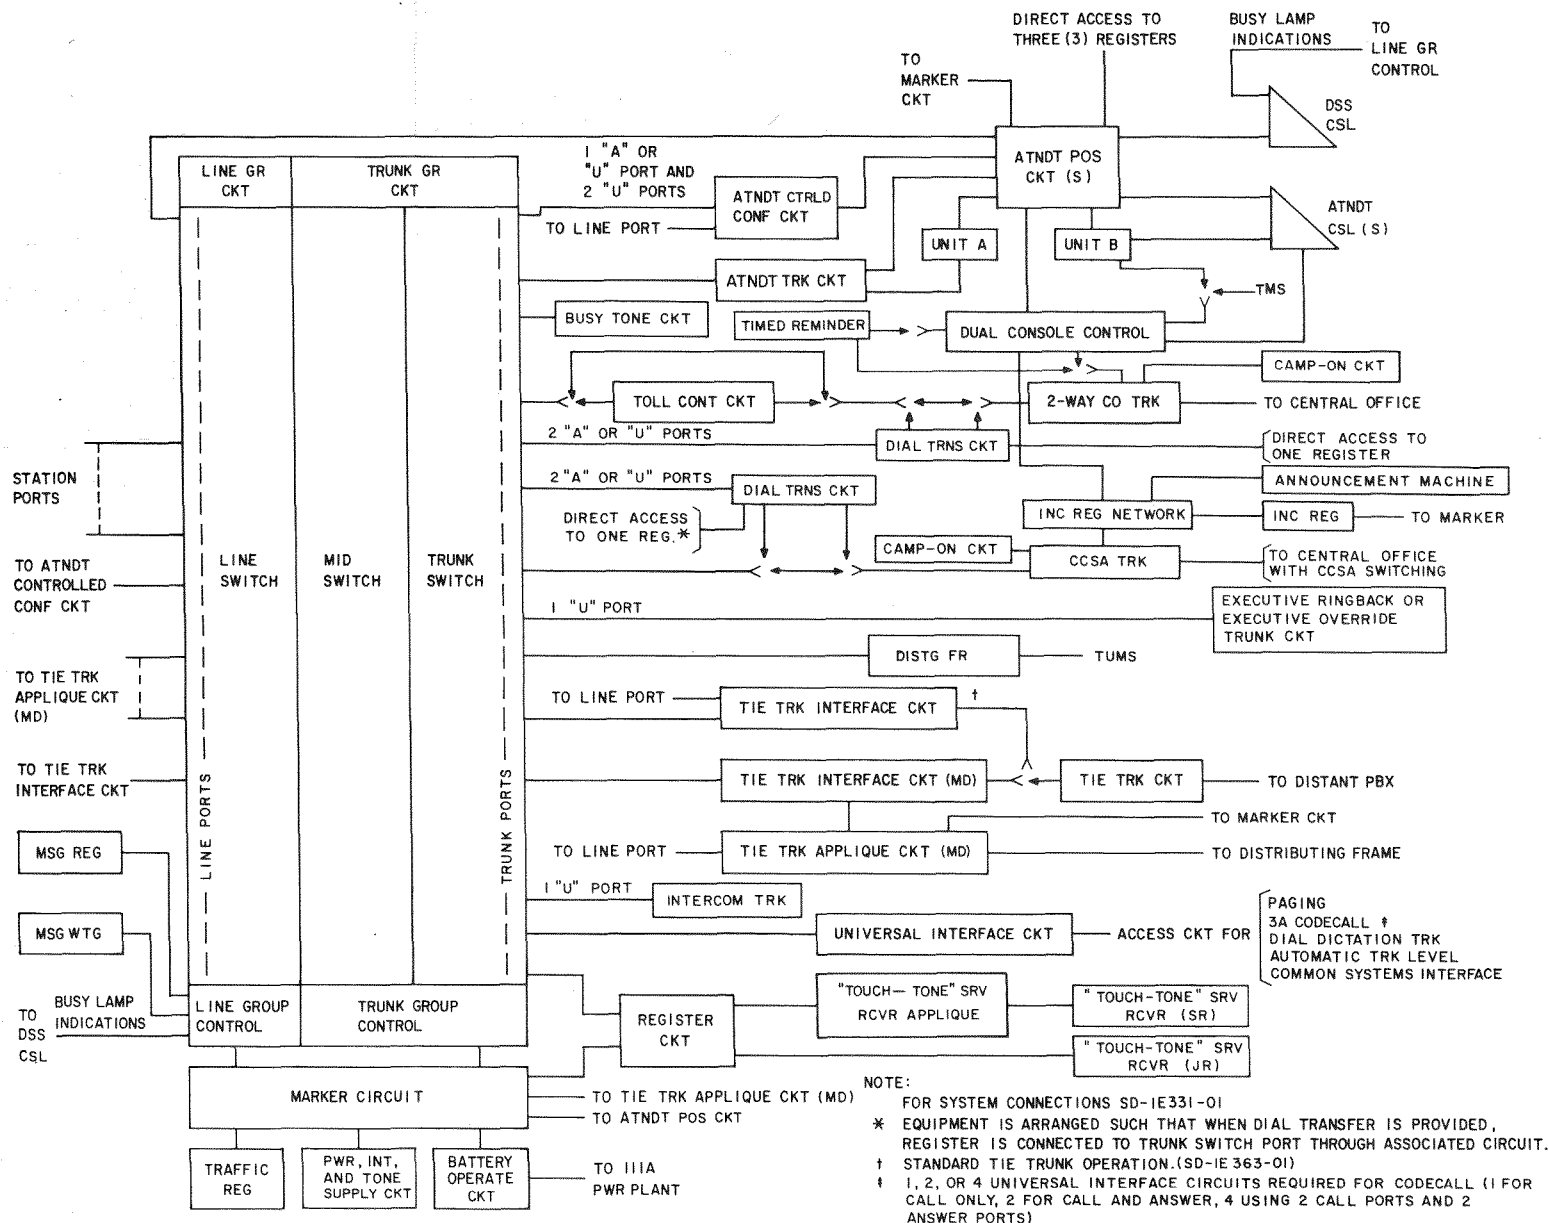 DIRECT ACCESS TO
THREE (3) REGISTERS
BUSY LAMP
INDICATIONS
TO
LINE GR
CONTROL
TO
MARKER
CKT
DSS
CSL
LINE GR
CKT
TRUNK GR
CKT
1 "A" OR
"U" PORT AND
2 "U" PORTS
ATNDT POS
CKT (S)
ATNDT CTRLD
CONF CKT
TO LINE PORT
UNIT A
UNIT B
ATNDT
CSL (S)
ATNDT TRK CKT
TMS
BUSY TONE CKT
TIMED REMINDER
DUAL CONSOLE CONTROL
CAMP-ON CKT
TOLL CONT CKT
2-WAY CO TRK
TO CENTRAL OFFICE
2 "A" OR "U" PORTS
DIAL TRNS CKT
DIRECT ACCESS TO
ONE REGISTER
STATION
PORTS
2 "A" OR "U" PORTS
DIAL TRNS CKT
ANNOUNCEMENT MACHINE
DIRECT ACCESS
TO ONE REG.*
INC REG NETWORK
INC REG
TO MARKER
TO ATNDT
CONTROLLED
CONF CKT
LINE
SWITCH
MID
SWITCH
TRUNK
SWITCH
CAMP-ON CKT
CCSA TRK
TO CENTRAL OFFICE
WITH CCSA SWITCHING
1 "U" PORT
EXECUTIVE RINGBACK OR
EXECUTIVE OVERRIDE
TRUNK CKT
DISTG FR
TUMS
TO TIE TRK
APPLIQUE CKT
(MD)
TO LINE PORT
TIE TRK INTERFACE CKT
†
TO TIE TRK
INTERFACE CKT
LINE PORTS
TRUNK PORTS
TIE TRK INTERFACE CKT (MD)
TIE TRK CKT
TO DISTANT PBX
TO MARKER CKT
MSG REG
TO LINE PORT
TIE TRK APPLIQUE CKT (MD)
TO DISTRIBUTING FRAME
1 "U" PORT
INTERCOM TRK
MSG WTG
UNIVERSAL INTERFACE CKT
ACCESS CKT FOR
PAGING
3A CODECALL ‡
DIAL DICTATION TRK
AUTOMATIC TRK LEVEL
COMMON SYSTEMS INTERFACE
TO
DSS
CSL
BUSY LAMP
INDICATIONS
LINE GROUP
CONTROL
TRUNK GROUP
CONTROL
REGISTER
CKT
"TOUCH-TONE" SRV
RCVR APPLIQUE
"TOUCH-TONE" SRV
RCVR (SR)
"TOUCH-TONE" SRV
RCVR (JR)
MARKER CIRCUIT
TO TIE TRK APPLIQUE CKT (MD)
TO ATNDT POS CKT
TRAFFIC
REG
PWR, INT,
AND TONE
SUPPLY CKT
BATTERY
OPERATE
CKT
TO 111A
PWR PLANT
NOTE:
FOR SYSTEM CONNECTIONS SD-1E331-01
* EQUIPMENT IS ARRANGED SUCH THAT WHEN DIAL TRANSFER IS PROVIDED,
REGISTER IS CONNECTED TO TRUNK SWITCH PORT THROUGH ASSOCIATED CIRCUIT.
† STANDARD TIE TRUNK OPERATION.(SD-1E363-01)
‡ 1, 2, OR 4 UNIVERSAL INTERFACE CIRCUITS REQUIRED FOR CODECALL (1 FOR
CALL ONLY, 2 FOR CALL AND ANSWER, 4 USING 2 CALL PORTS AND 2
ANSWER PORTS)